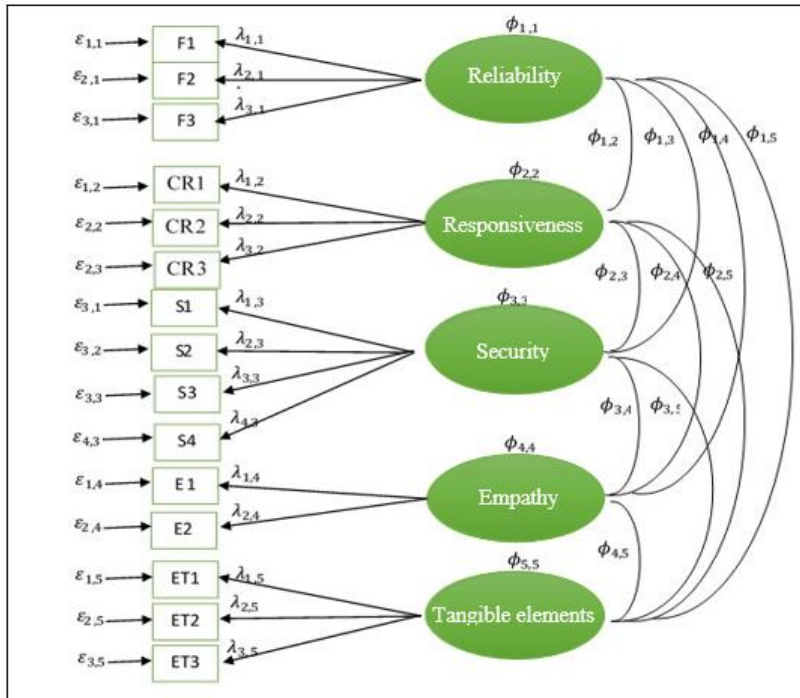 ε1,1 F1 λ1,1 ϕ1,1
ε2,1 F2 λ2,1 Reliability
ε3,1 F3 λ3,1
ϕ1,2 ϕ1,3 ϕ1,4 ϕ1,5
ε1,2 CR1 λ1,2 ϕ2,2
ε2,2 CR2 λ2,2 Responsiveness
ε2,3 CR3 λ3,2
ϕ2,3 ϕ2,4 ϕ2,5
ε3,1 S1 λ1,3 ϕ3,3
ε3,2 S2 λ2,3 Security
ε3,3 S3 λ3,3
ϕ3,4 ϕ3,5
ε4,3 S4 λ4,3
ε1,4 E1 λ1,4 ϕ4,4
Empathy
ε2,4 E2 λ2,4
ϕ4,5
ε1,5 ET1 λ1,5 ϕ5,5
ε2,5 ET2 λ2,5 Tangible elements
ε3,5 ET3 λ3,5